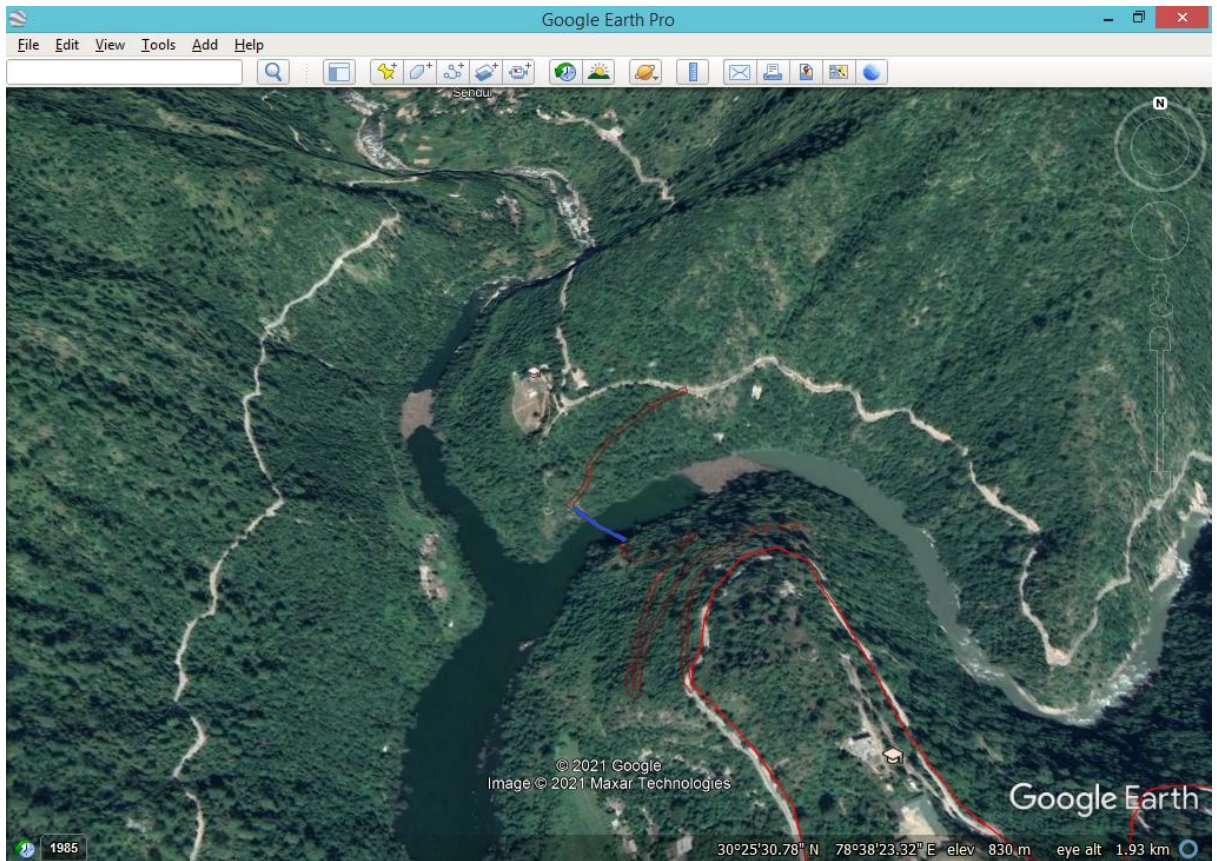 Google Earth Pro
File Edit View Tools Add Help
N
Sendul
© 2021 Google
Image © 2021 Maxar Technologies
Google Earth
1985
30°25'30.78" N 78°38'23.32" E elev 830 m eye alt 1.93 km